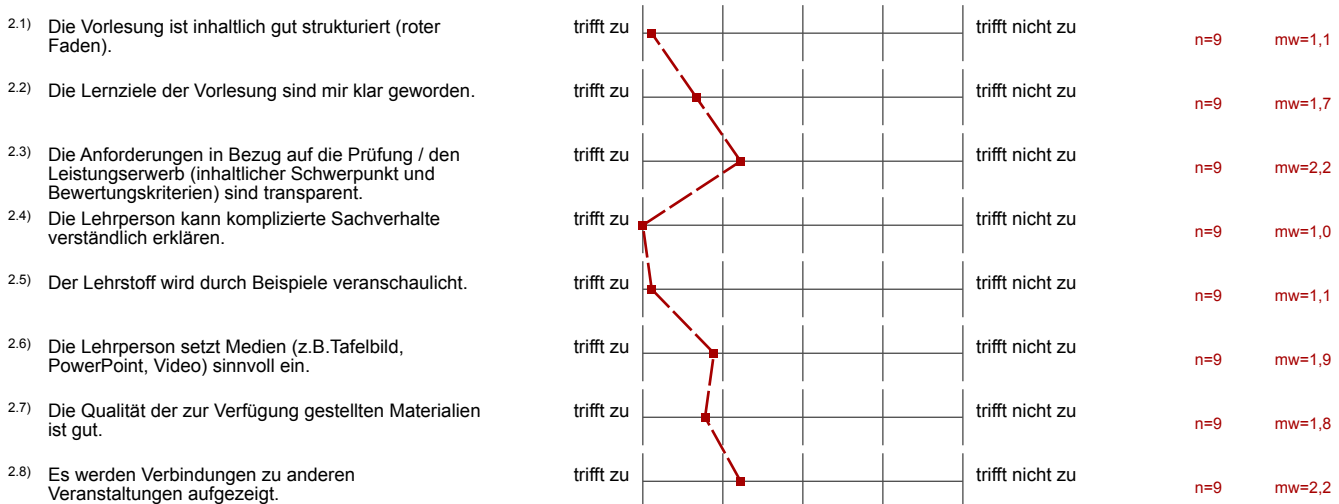 2.1) Die Vorlesung ist inhaltlich gut strukturiert (roter
Faden).
trifft zu
trifft nicht zu
n=9
mw=1,1
2.2) Die Lernziele der Vorlesung sind mir klar geworden.
trifft zu
trifft nicht zu
n=9
mw=1,7
2.3) Die Anforderungen in Bezug auf die Prüfung / den
Leistungserwerb (inhaltlicher Schwerpunkt und
Bewertungskriterien) sind transparent.
trifft zu
trifft nicht zu
n=9
mw=2,2
2.4) Die Lehrperson kann komplizierte Sachverhalte
verständlich erklären.
trifft zu
trifft nicht zu
n=9
mw=1,0
2.5) Der Lehrstoff wird durch Beispiele veranschaulicht.
trifft zu
trifft nicht zu
n=9
mw=1,1
2.6) Die Lehrperson setzt Medien (z.B.Tafelbild,
PowerPoint, Video) sinnvoll ein.
trifft zu
trifft nicht zu
n=9
mw=1,9
2.7) Die Qualität der zur Verfügung gestellten Materialien
ist gut.
trifft zu
trifft nicht zu
n=9
mw=1,8
2.8) Es werden Verbindungen zu anderen
Veranstaltungen aufgezeigt.
trifft zu
trifft nicht zu
n=9
mw=2,2